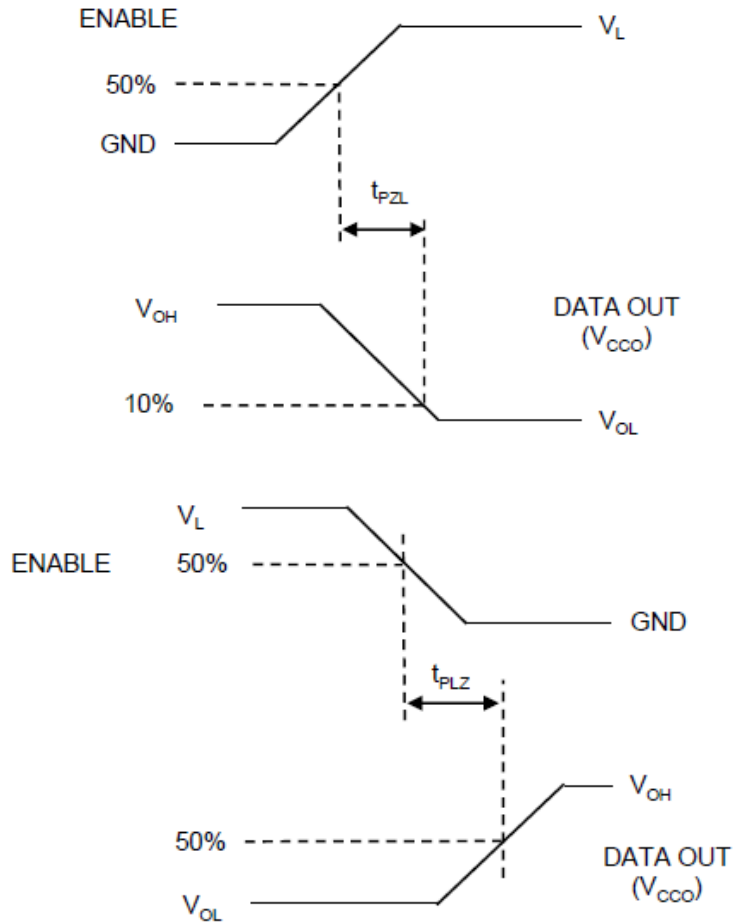 ENABLE
V_L
50%
GND
t_PZL
V_OH
DATA OUT
(V_CCO)
10%
V_OL
V_L
ENABLE 50%
GND
t_PLZ
V_OH
50%
DATA OUT
(V_CCO)
V_OL